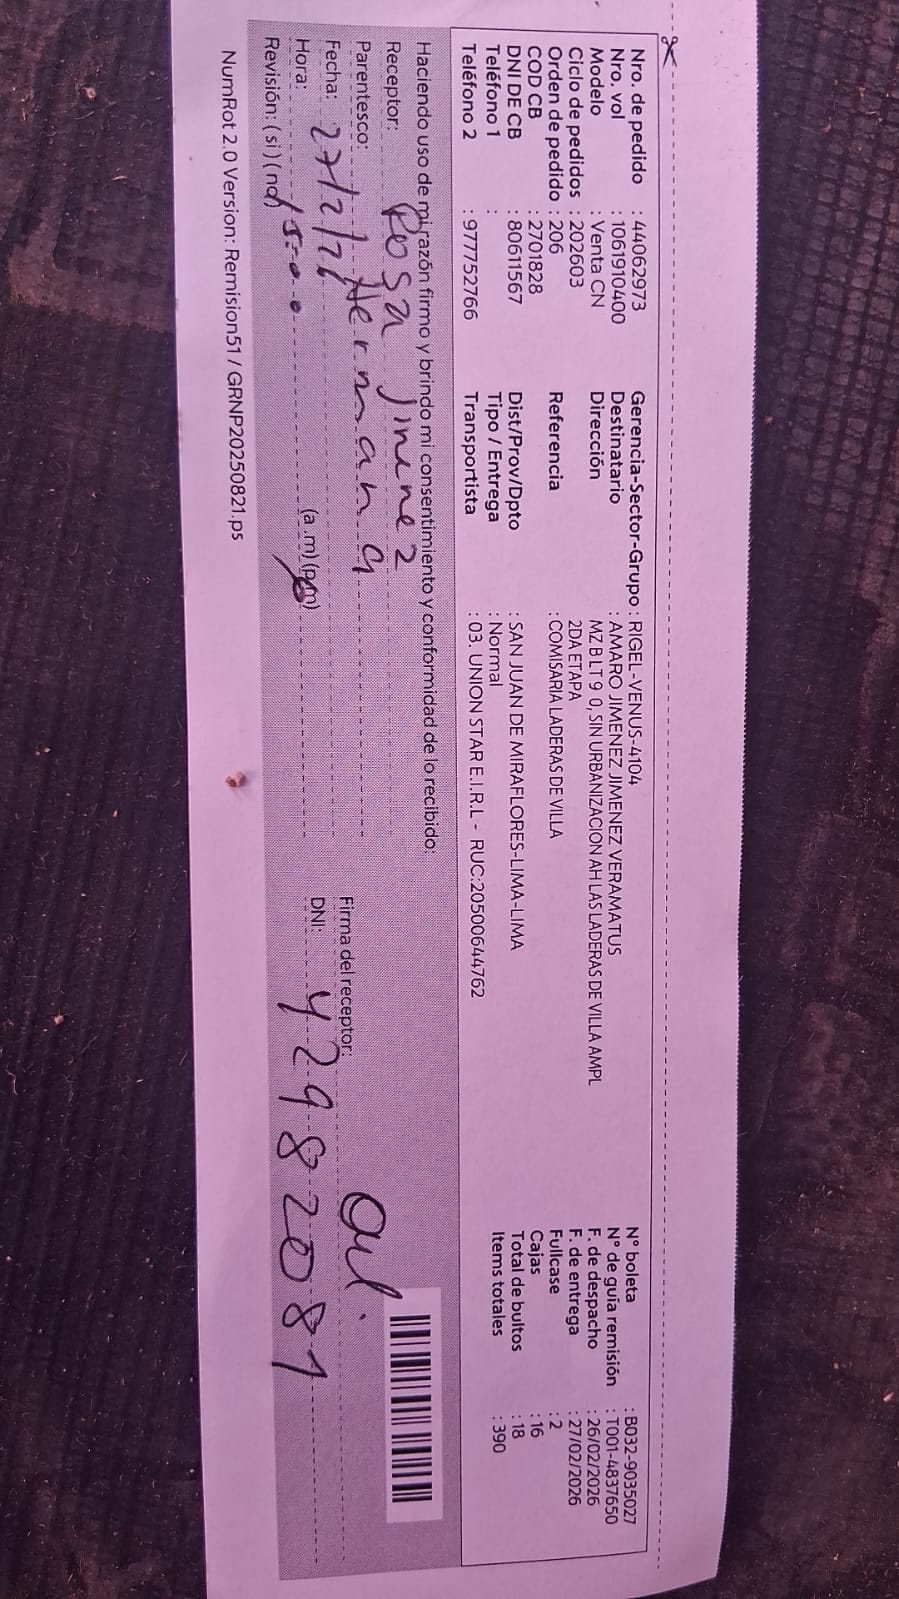 Nro. de pedido : 44062973 Gerencia-Sector-Grupo : RIGEL-VENUS-4104 N° boleta : B032-9035027
Nro. vol : 1061910400 Destinatario : AMARO JIMENEZ JIMENEZ VERAMATUS N° de guía remisión : T001-4837650
Modelo : Venta CN Dirección : MZ B LT 9 0, SIN URBANIZACION AH LAS LADERAS DE VILLA AMPL F. de despacho : 26/02/2026
Ciclo de pedidos : 202603 2DA ETAPA F. de entrega : 27/02/2026
Orden de pedido : 206 Referencia : COMISARIA LADERAS DE VILLA Fullcase : 2
COD CB : 2701828 Cajas : 16
DNI DE CB : 80611567 Dist/Prov/Dpto : SAN JUAN DE MIRAFLORES-LIMA-LIMA Total de bultos : 18
Teléfono 1 : Tipo / Entrega : Normal Items totales : 390
Teléfono 2 : 977752766 Transportista : 03. UNION STAR E.I.R.L - RUC:20500644762
Haciendo uso de mi razón firmo y brindo mi consentimiento y conformidad de lo recibido:
Receptor: Rosa Jimenez
Parentesco: Hermana Firma del receptor:
Fecha: 27/2/26 DNI: 42982081
Hora: (a.m) (p.m)
Revisión: ( si ) ( no )
NumRot 2.0 Version: Remision51 / GRNP20250821.ps